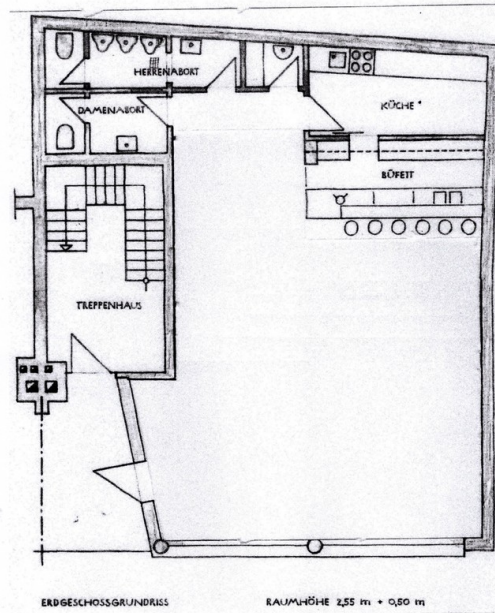 HERRENABORT
DAMENABORT
KÜCHE
BÜFETT
TREPPENHAUS
ERDGESCHOSSGRUNDRISS
RAUMHÖHE 2,55 m + 0,50 m